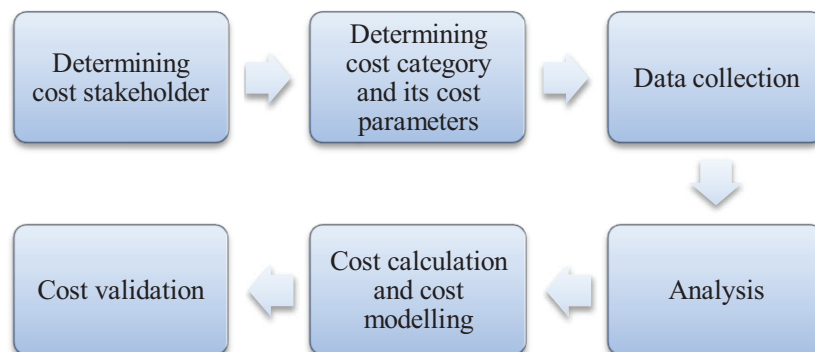 Determining
cost stakeholder
Determining
cost category
and its cost
parameters
Data collection
Analysis
Cost calculation
and cost
modelling
Cost validation